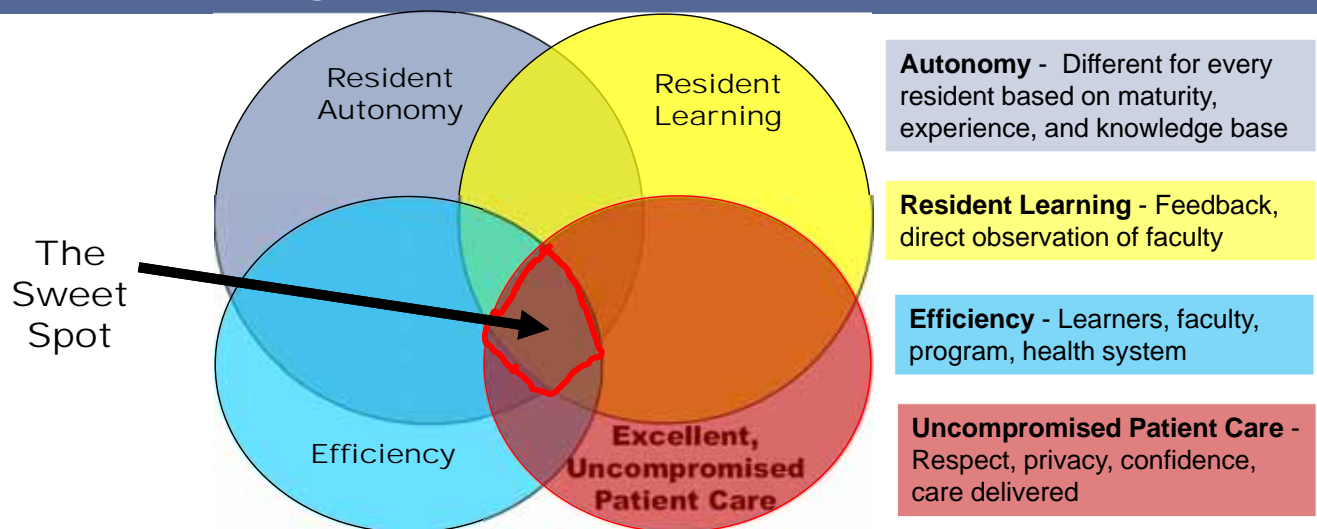 Resident
Autonomy
Resident
Learning
The
Sweet
Spot
Efficiency
Excellent,
Uncompromised
Patient Care
Autonomy - Different for every
resident based on maturity,
experience, and knowledge base
Resident Learning - Feedback,
direct observation of faculty
Efficiency - Learners, faculty,
program, health system
Uncompromised Patient Care -
Respect, privacy, confidence,
care delivered